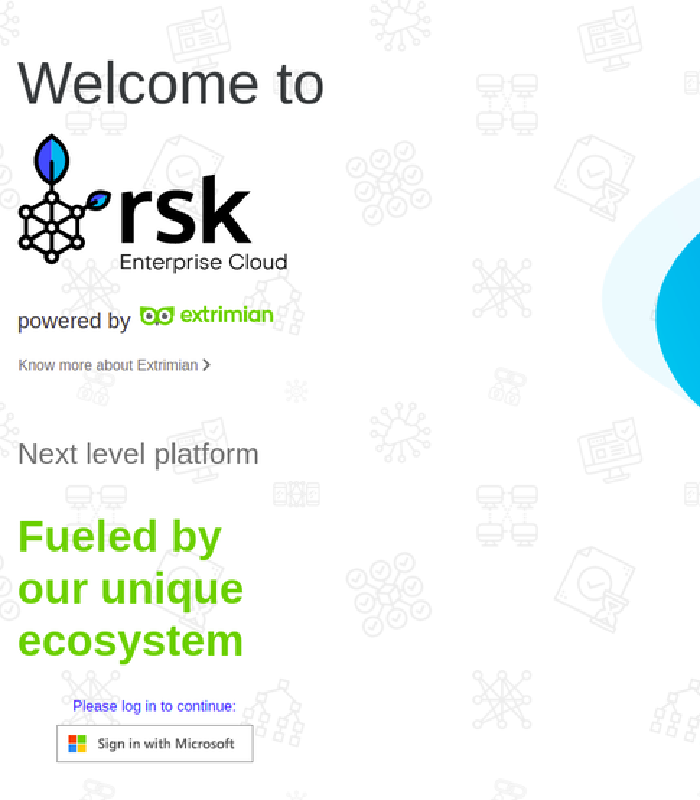 Welcome to
rsk
Enterprise Cloud
powered by extrimian
Know more about Extrimian
Next level platform
Fueled by
our unique
ecosystem
Please log in to continue:
Sign in with Microsoft